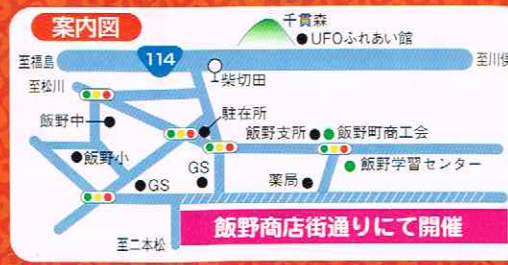 案内図
千貫森
UFOふれあい館
至福島
114
至川俣
柴切田
至松川
駐在所
飯野中
飯野支所
飯野町商工会
飯野小
飯野学習センター
GS
GS
薬局
飯野商店街通りにて開催
至二本松